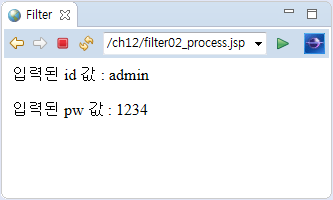 Filter
/ch12/filter02_process.jsp
입력된 id 값 : admin
입력된 pw 값 : 1234